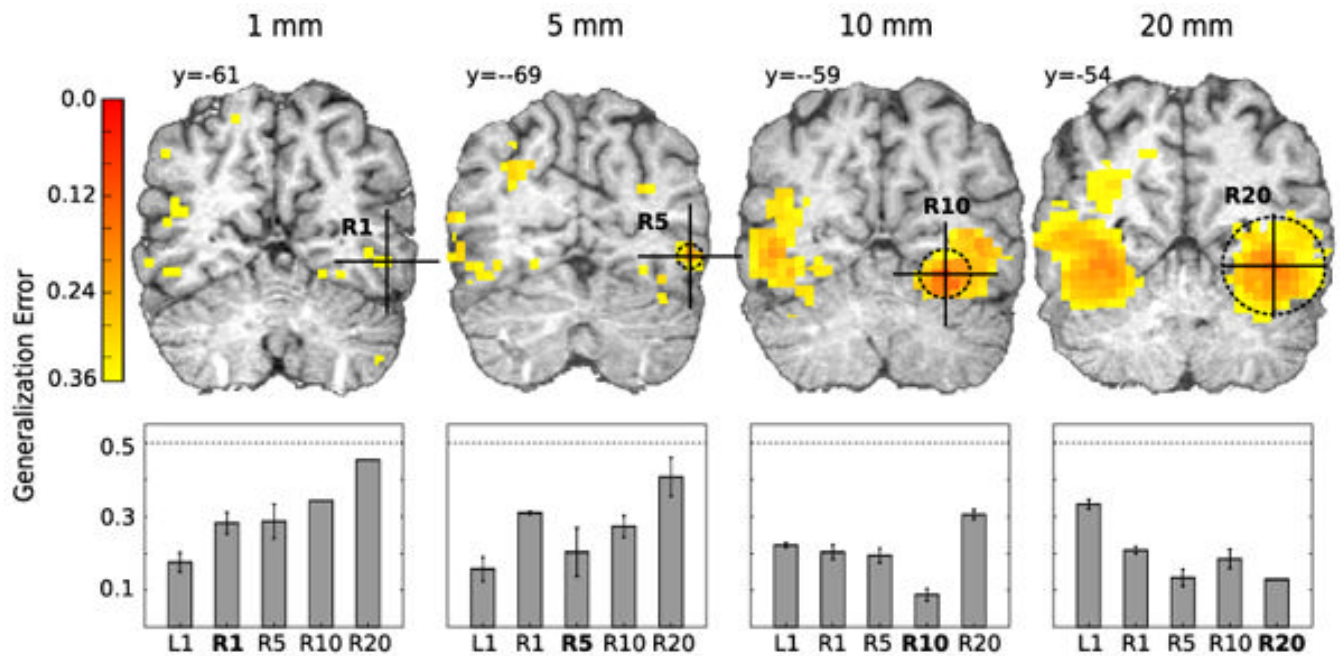 1 mm 5 mm 10 mm 20 mm
y=-61 y=--69 y=--59 y=-54
0.0
0.12
0.24
0.36
Generalization Error
R1 R5 R10 R20
Generalization Error
0.5
0.3
0.1
L1 R1 R5 R10 R20 L1 R1 R5 R10 R20 L1 R1 R5 R10 R20 L1 R1 R5 R10 R20